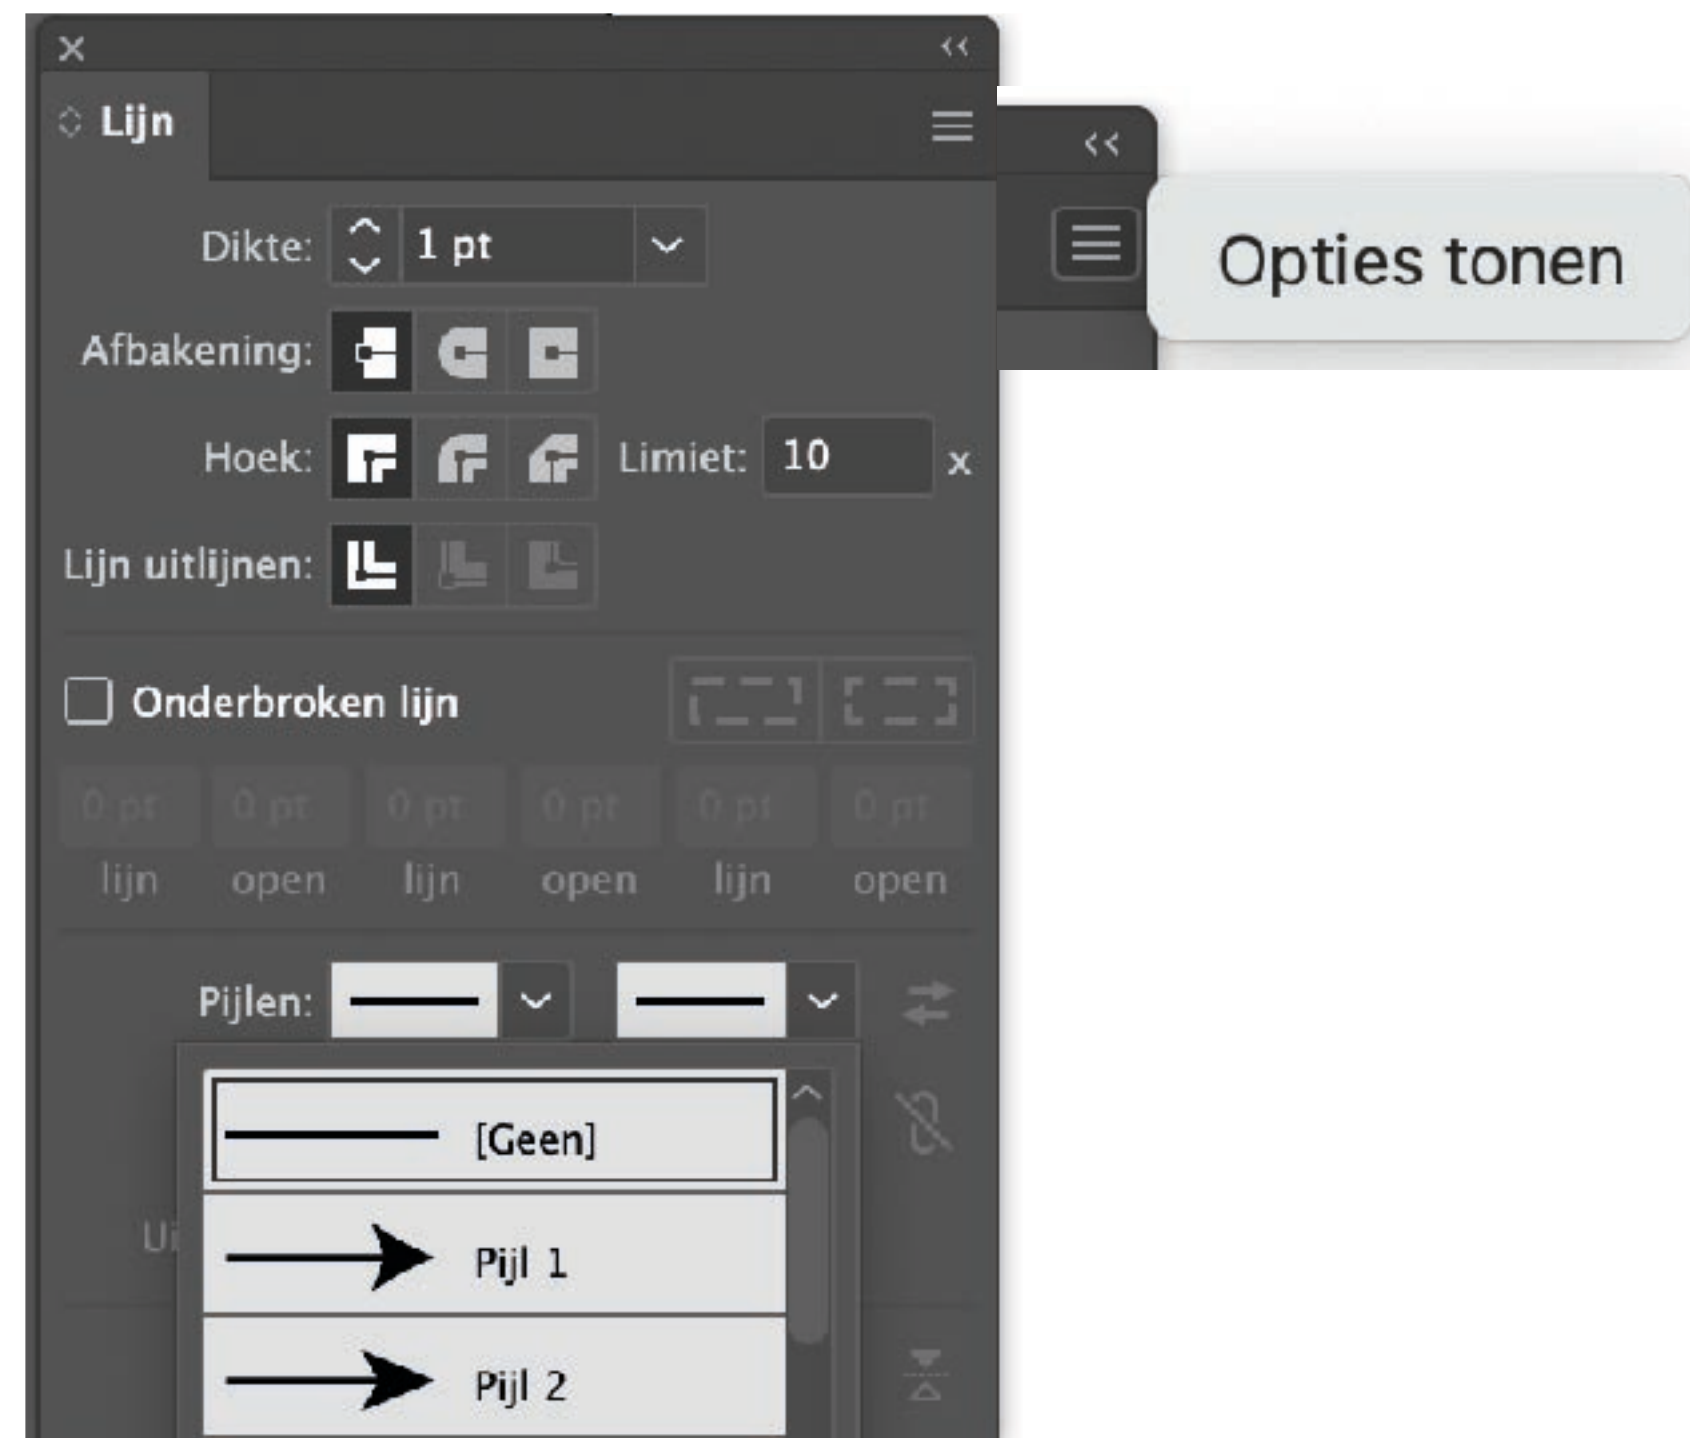 Lijn
Opties tonen
Dikte: 1 pt
Afbakening:
Hoek: Limiet: 10 x
Lijn uitlijnen:
Onderbroken lijn
0 pt 0 pt 0 pt 0 pt 0 pt 0 pt
lijn open lijn open lijn open
Pijlen:
[Geen]
Pijl 1
Pijl 2